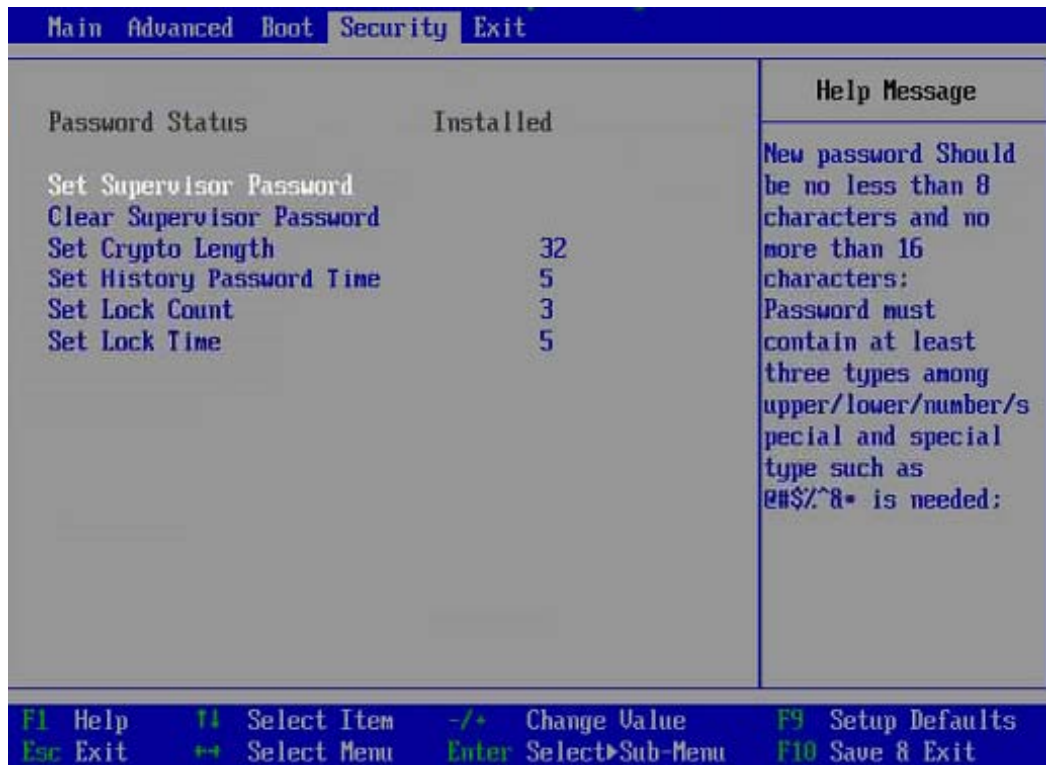 Main Advanced Boot Security Exit
Password Status Installed
Set Supervisor Password
Clear Supervisor Password
Set Crypto Length 32
Set History Password Time 5
Set Lock Count 3
Set Lock Time 5
Help Message
New password Should
be no less than 8
characters and no
more than 16
characters;
Password must
contain at least
three types among
upper/lower/number/s
pecial and special
type such as
@#$%^&* is needed;
F1 Help ↑↓ Select Item -/+ Change Value F9 Setup Defaults
Esc Exit ←→ Select Menu Enter Select▶Sub-Menu F10 Save & Exit